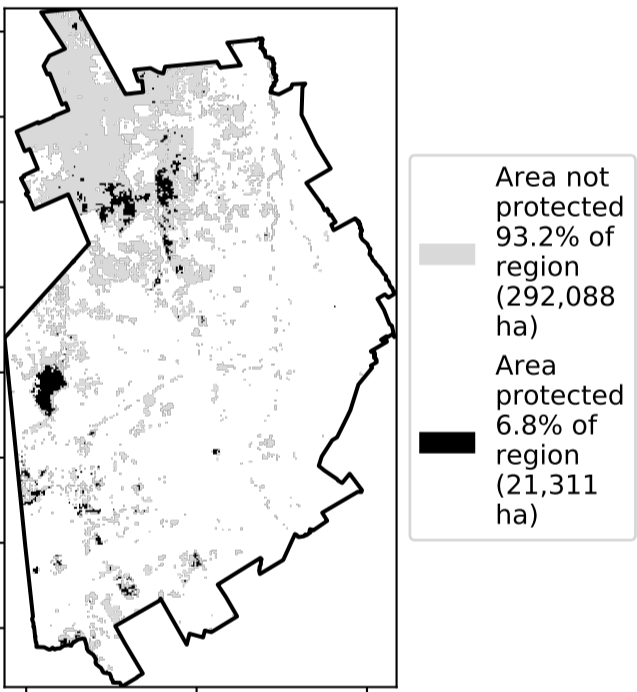 Area not
protected
93.2% of
region
(292,088
ha)
Area
protected
6.8% of
region
(21,311
ha)